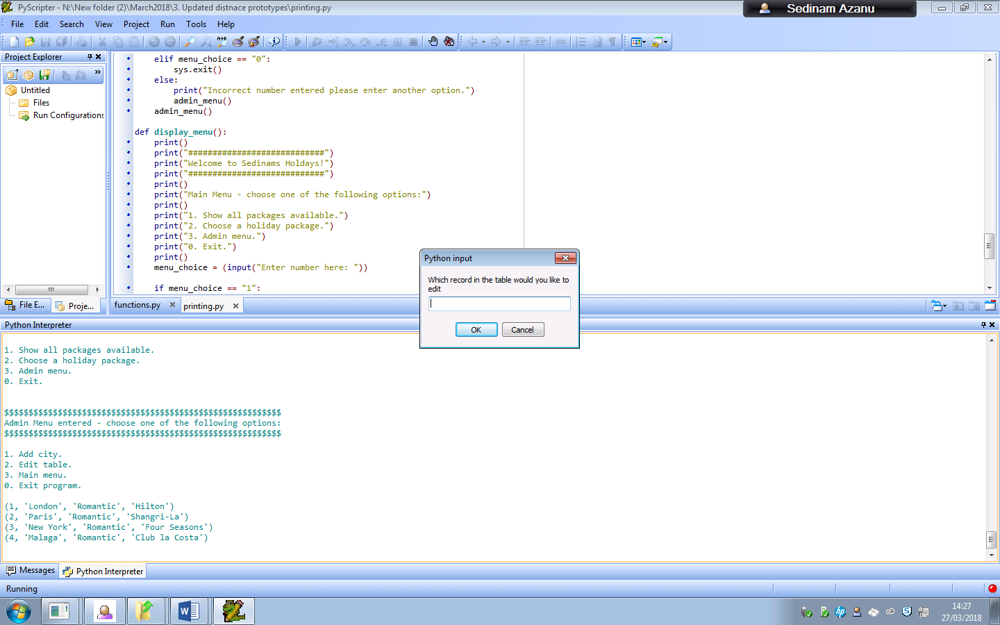 PyScripter - N:\New folder (2)\March2018\3. Updated distnace prototypes\printing.py
Sedinam Azanu
File Edit Search View Project Run Tools Help
Project Explorer
Untitled
Files
Run Configurations
elif menu_choice == "0":
sys.exit()
else:
print("Incorrect number entered please enter another option.")
admin_menu()
admin_menu()
def display_menu():
print()
print("############################")
print("Welcome to Sedinams Holdays!")
print("############################")
print()
print("Main Menu - choose one of the following options:")
print()
print("1. Show all packages available.")
print("2. Choose a holiday package.")
print("3. Admin menu.")
print("0. Exit.")
print()
menu_choice = (input("Enter number here: "))
if menu_choice == "1":
Python input
Which record in the table would you like to
edit
OK Cancel
File E... Proje...
functions.py printing.py
Python Interpreter
1. Show all packages available.
2. Choose a holiday package.
3. Admin menu.
0. Exit.
$$$$$$$$$$$$$$$$$$$$$$$$$$$$$$$$$$$$$$$$$$$$$$$$$$$$$$$$$
Admin Menu entered - choose one of the following options:
$$$$$$$$$$$$$$$$$$$$$$$$$$$$$$$$$$$$$$$$$$$$$$$$$$$$$$$$$
1. Add city.
2. Edit table.
3. Main menu.
0. Exit program.
(1, 'London', 'Romantic', 'Hilton')
(2, 'Paris', 'Romantic', 'Shangri-La')
(3, 'New York', 'Romantic', 'Four Seasons')
(4, 'Malaga', 'Romantic', 'Club la Costa')
Messages Python Interpreter
Running
14:27
27/03/2018